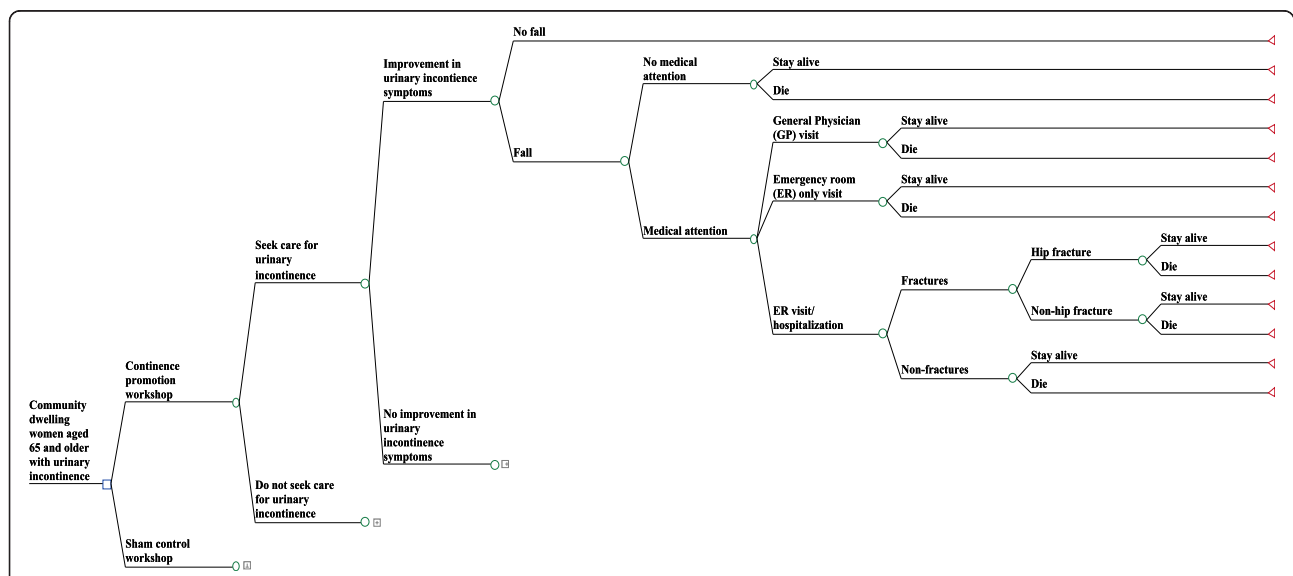 No fall
Improvement in
urinary incontience
symptoms
No medical
attention
Stay alive
Die
General Physician
(GP) visit
Stay alive
Die
Fall
Emergency room
(ER) only visit
Stay alive
Die
Medical attention
Seek care for
urinary
incontinence
Hip fracture
Stay alive
Die
Fractures
Non-hip fracture
Stay alive
Die
ER visit/
hospitalization
Non-fractures
Stay alive
Die
Continence
promotion
workshop
Community
dwelling
women aged
65 and older
with urinary
incontinence
No improvement in
urinary
incontinence
symptoms
Do not seek care
for urinary
incontinence
Sham control
workshop